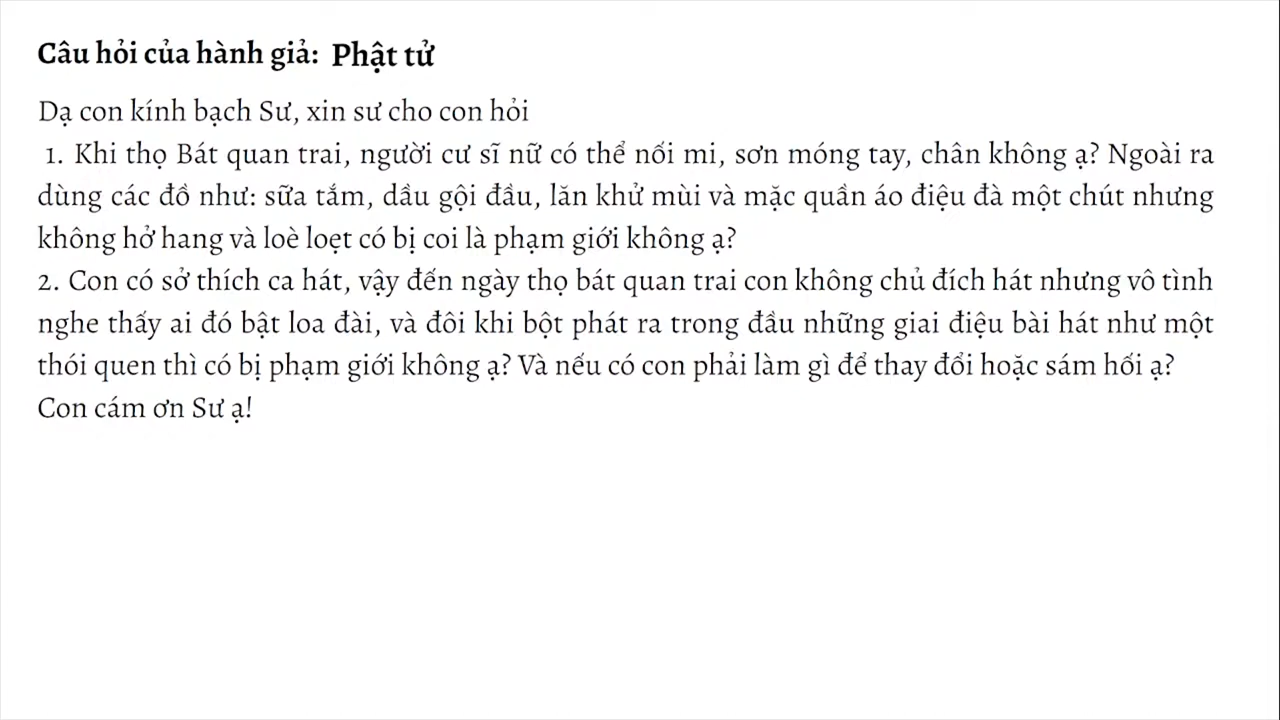 Câu hỏi của hành giả: Phật tử
Dạ con kính bạch Sư, xin sư cho con hỏi
1. Khi thọ Bát quan trai, người cư sĩ nữ có thể nối mi, sơn móng tay, chân không ạ? Ngoài ra
dùng các đồ như: sữa tắm, dầu gội đầu, lăn khử mùi và mặc quần áo điệu đà một chút nhưng
không hở hang và loè loẹt có bị coi là phạm giới không ạ?
2. Con có sở thích ca hát, vậy đến ngày thọ bát quan trai con không chủ đích hát nhưng vô tình
nghe thấy ai đó bật loa đài, và đôi khi bột phát ra trong đầu những giai điệu bài hát như một
thói quen thì có bị phạm giới không ạ? Và nếu có con phải làm gì để thay đổi hoặc sám hối ạ?
Con cám ơn Sư ạ!